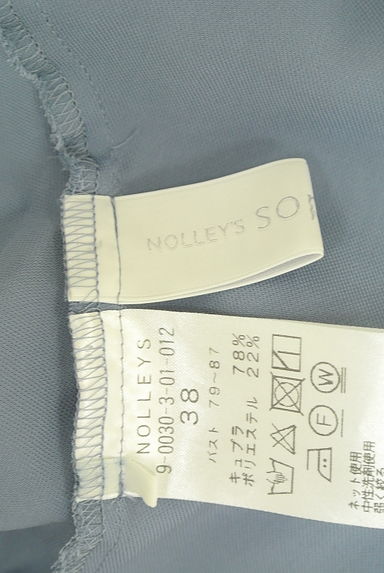 NOLLEY'S SO
NOLLEYS
9-0030-3-01-012
38
バスト 79~87
キュプラ 78%
ポリエステル 22%
F W
ネット使用
中性洗剤使用
弱く絞る